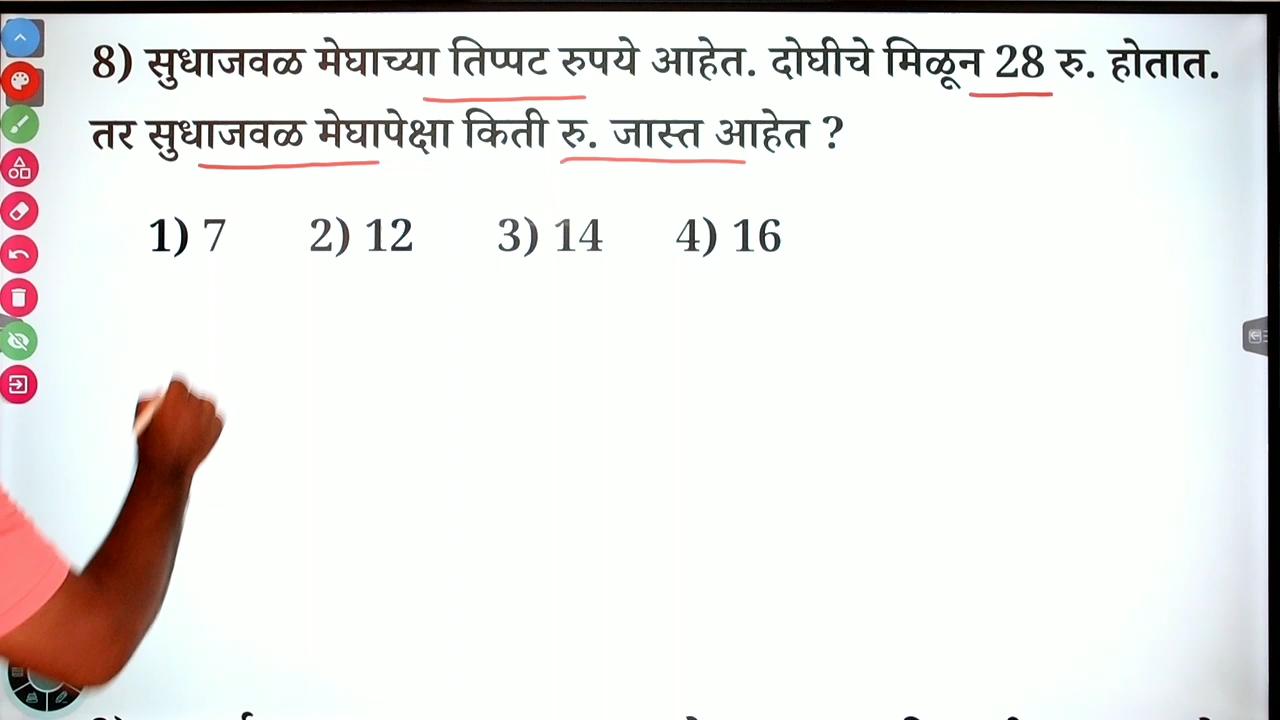 8) सुधाजवळ मेघाच्या तिप्पट रुपये आहेत. दोघीचे मिळून 28 रु. होतात.
तर सुधाजवळ मेघापेक्षा किती रु. जास्त आहेत ?
1) 7 2) 12 3) 14 4) 16